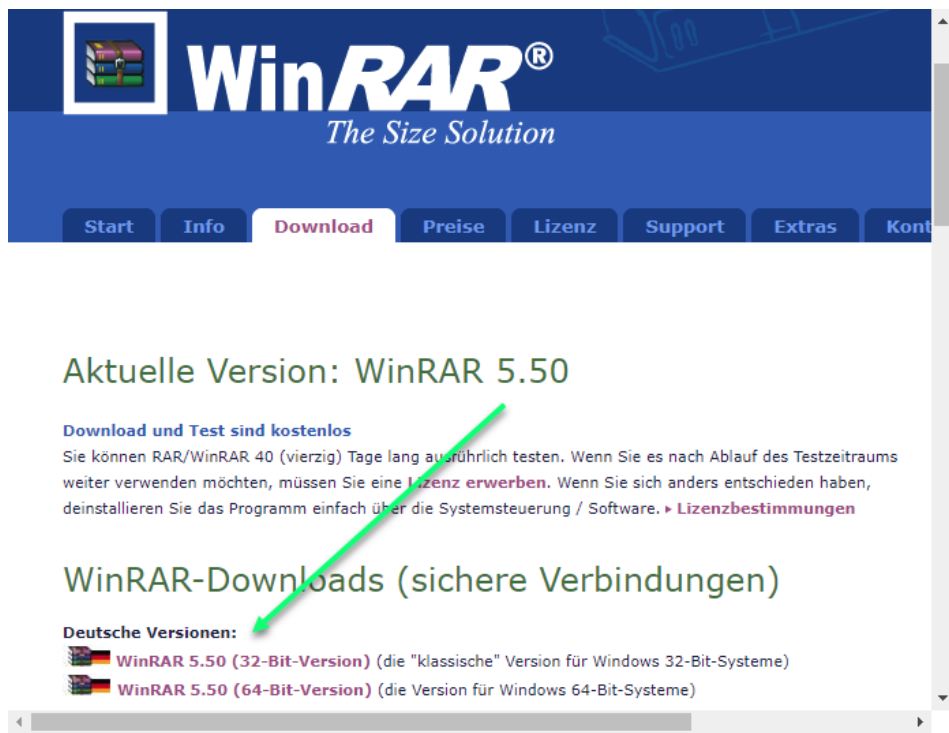 WinRAR®
The Size Solution
Start Info Download Preise Lizenz Support Extras
Aktuelle Version: WinRAR 5.50
Download und Test sind kostenlos
Sie können RAR/WinRAR 40 (vierzig) Tage lang ausführlich testen. Wenn Sie es nach Ablauf des Testzeitraums
weiter verwenden möchten, müssen Sie eine Lizenz erwerben. Wenn Sie sich anders entschieden haben,
deinstallieren Sie das Programm einfach über die Systemsteuerung / Software. ▸ Lizenzbestimmungen
WinRAR-Downloads (sichere Verbindungen)
Deutsche Versionen:
WinRAR 5.50 (32-Bit-Version) (die "klassische" Version für Windows 32-Bit-Systeme)
WinRAR 5.50 (64-Bit-Version) (die Version für Windows 64-Bit-Systeme)